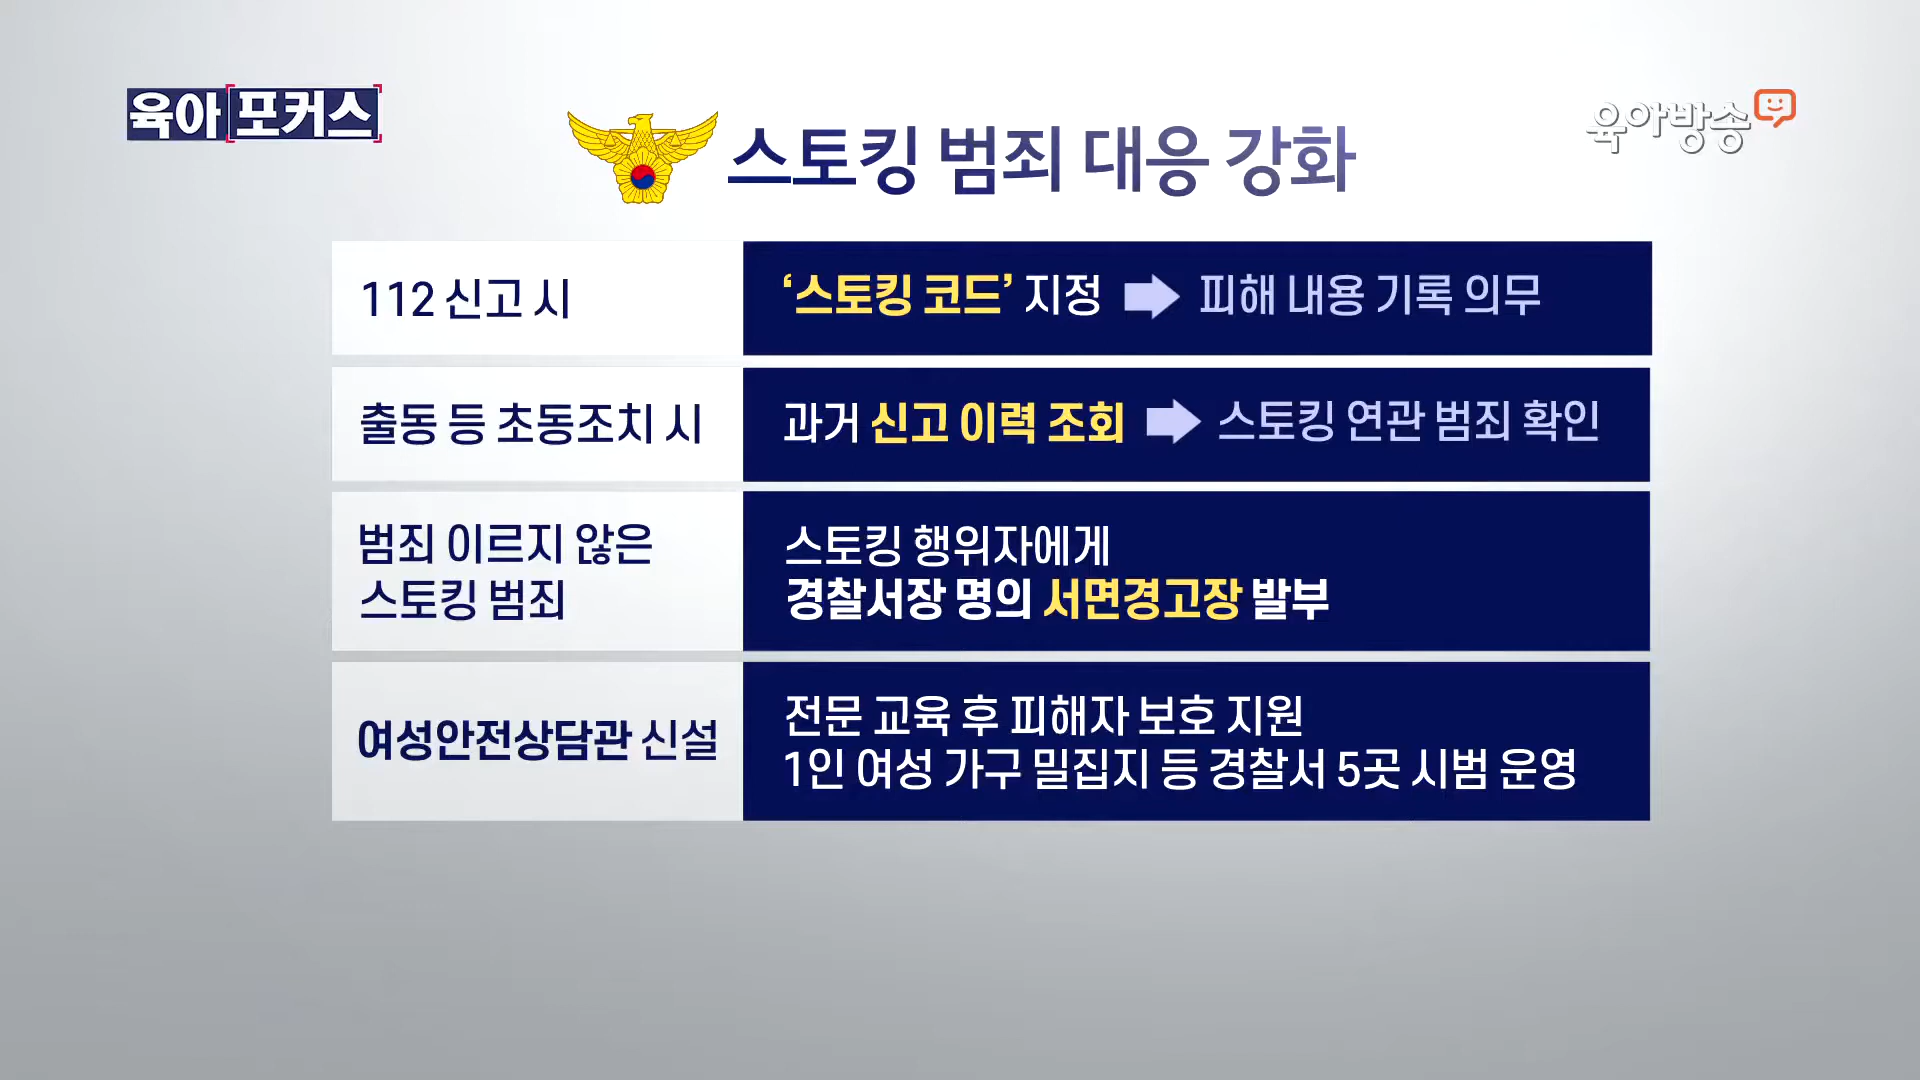 육아포커스
육아방송
스토킹 범죄 대응 강화
112 신고 시
‘스토킹 코드’ 지정 ➡ 피해 내용 기록 의무
출동 등 초동조치 시
과거 신고 이력 조회 ➡ 스토킹 연관 범죄 확인
범죄 이르지 않은
스토킹 범죄
스토킹 행위자에게
경찰서장 명의 서면경고장 발부
여성안전상담관 신설
전문 교육 후 피해자 보호 지원
1인 여성 가구 밀집지 등 경찰서 5곳 시범 운영